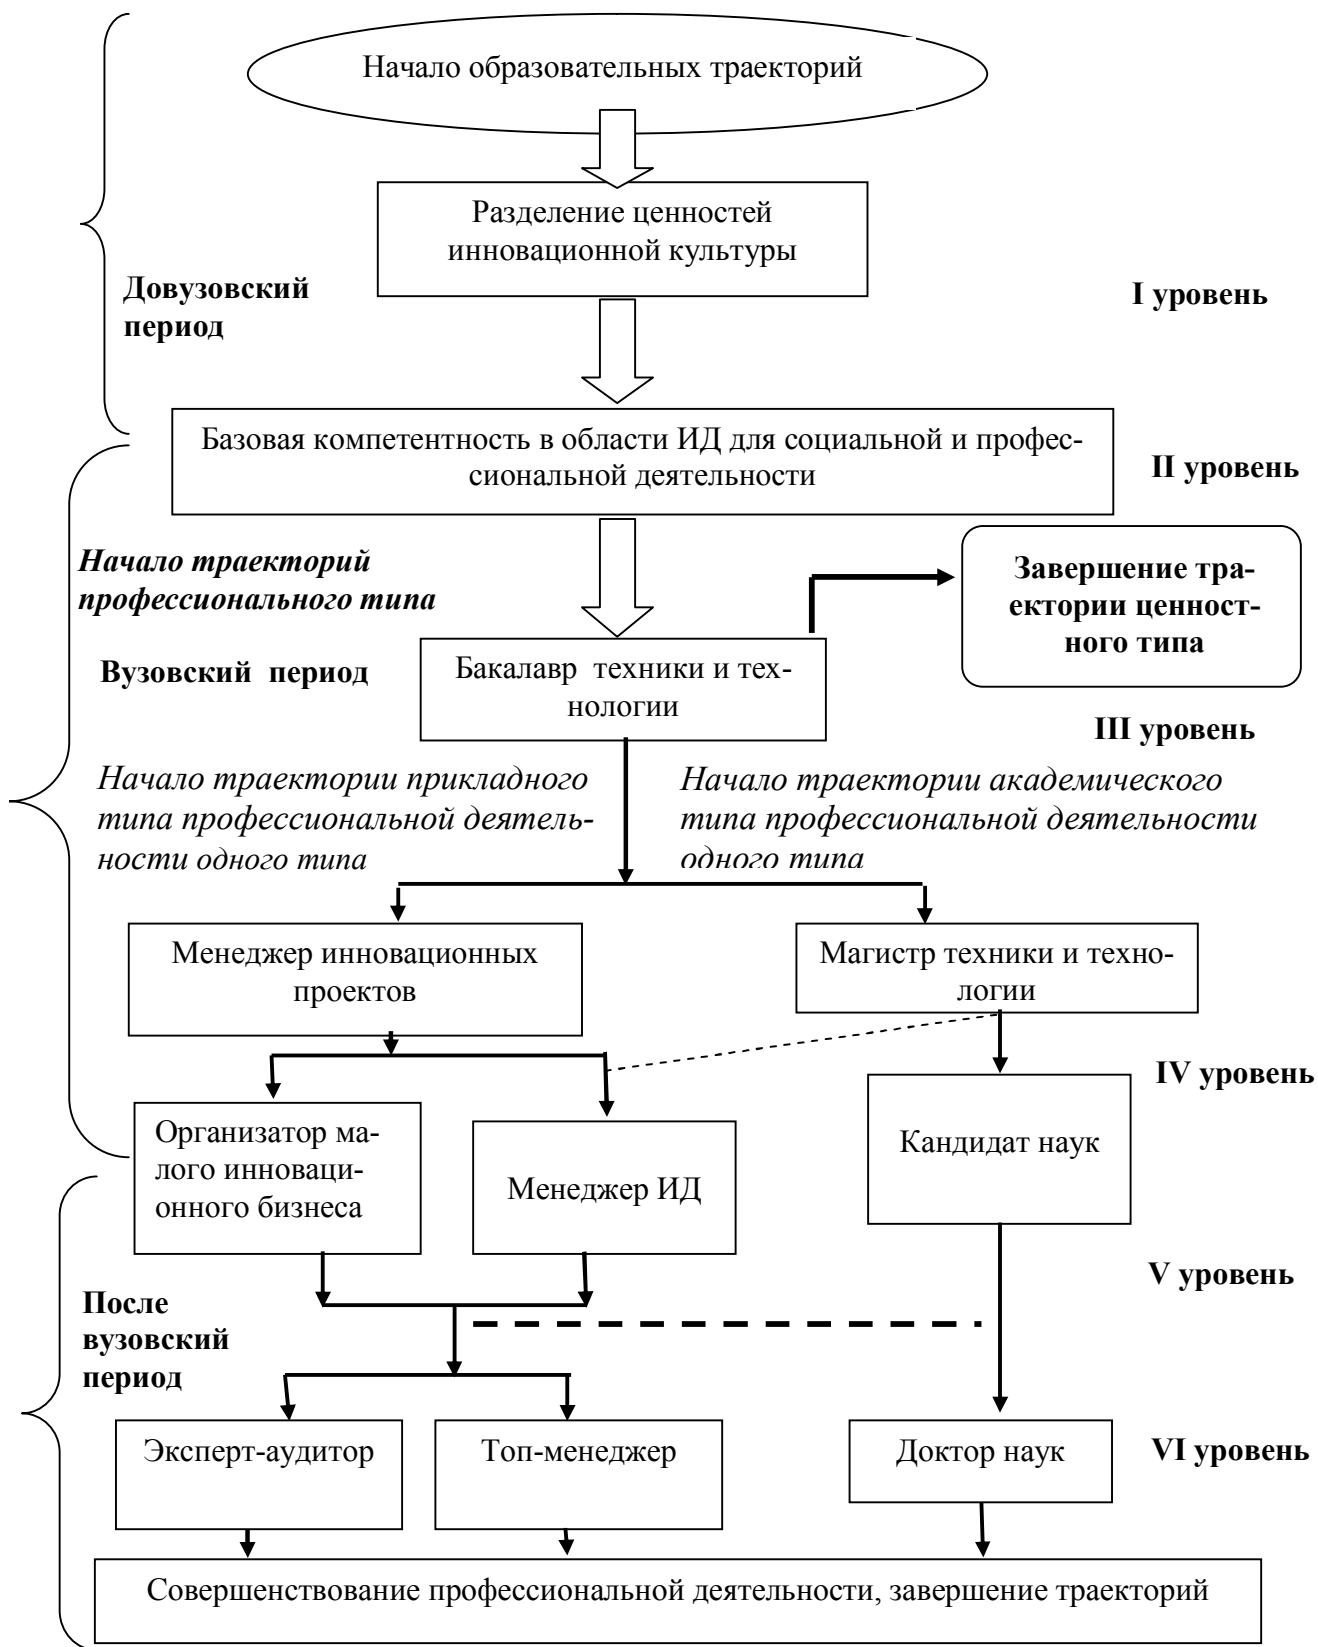 Начало образовательных траекторий
Разделение ценностей
инновационной культуры
Довузовский
период
I уровень
Базовая компетентность в области ИД для социальной и профес-
сиональной деятельности
II уровень
Начало траекторий
профессионального типа
Завершение тра-
ектории ценност-
ного типа
Вузовский  период
Бакалавр  техники и тех-
нологии
III уровень
Начало траектории прикладного
типа профессиональной деятель-
ности одного типа
Начало траектории академического
типа профессиональной деятельности
одного типа
Менеджер инновационных
проектов
Магистр техники и техно-
логии
IV уровень
Организатор ма-
лого инноваци-
онного бизнеса
Менеджер ИД
Кандидат наук
V уровень
После
вузовский
период
Эксперт-аудитор
Топ-менеджер
Доктор наук
VI уровень
Совершенствование профессиональной деятельности, завершение траекторий